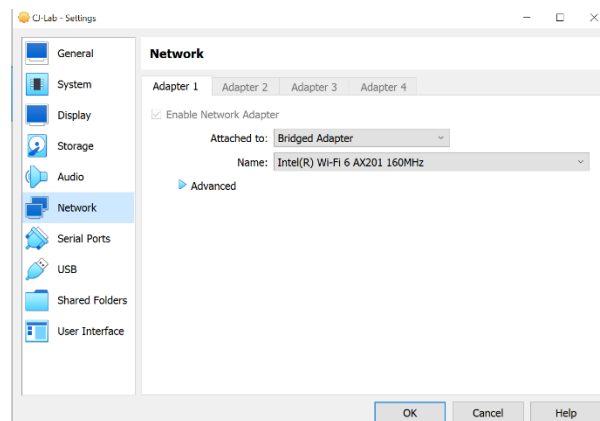 CJ-Lab - Settings
General
System
Display
Storage
Audio
Network
Serial Ports
USB
Shared Folders
User Interface
Network
Adapter 1 Adapter 2 Adapter 3 Adapter 4
Enable Network Adapter
Attached to: Bridged Adapter
Name: Intel(R) Wi-Fi 6 AX201 160MHz
Advanced
OK Cancel Help